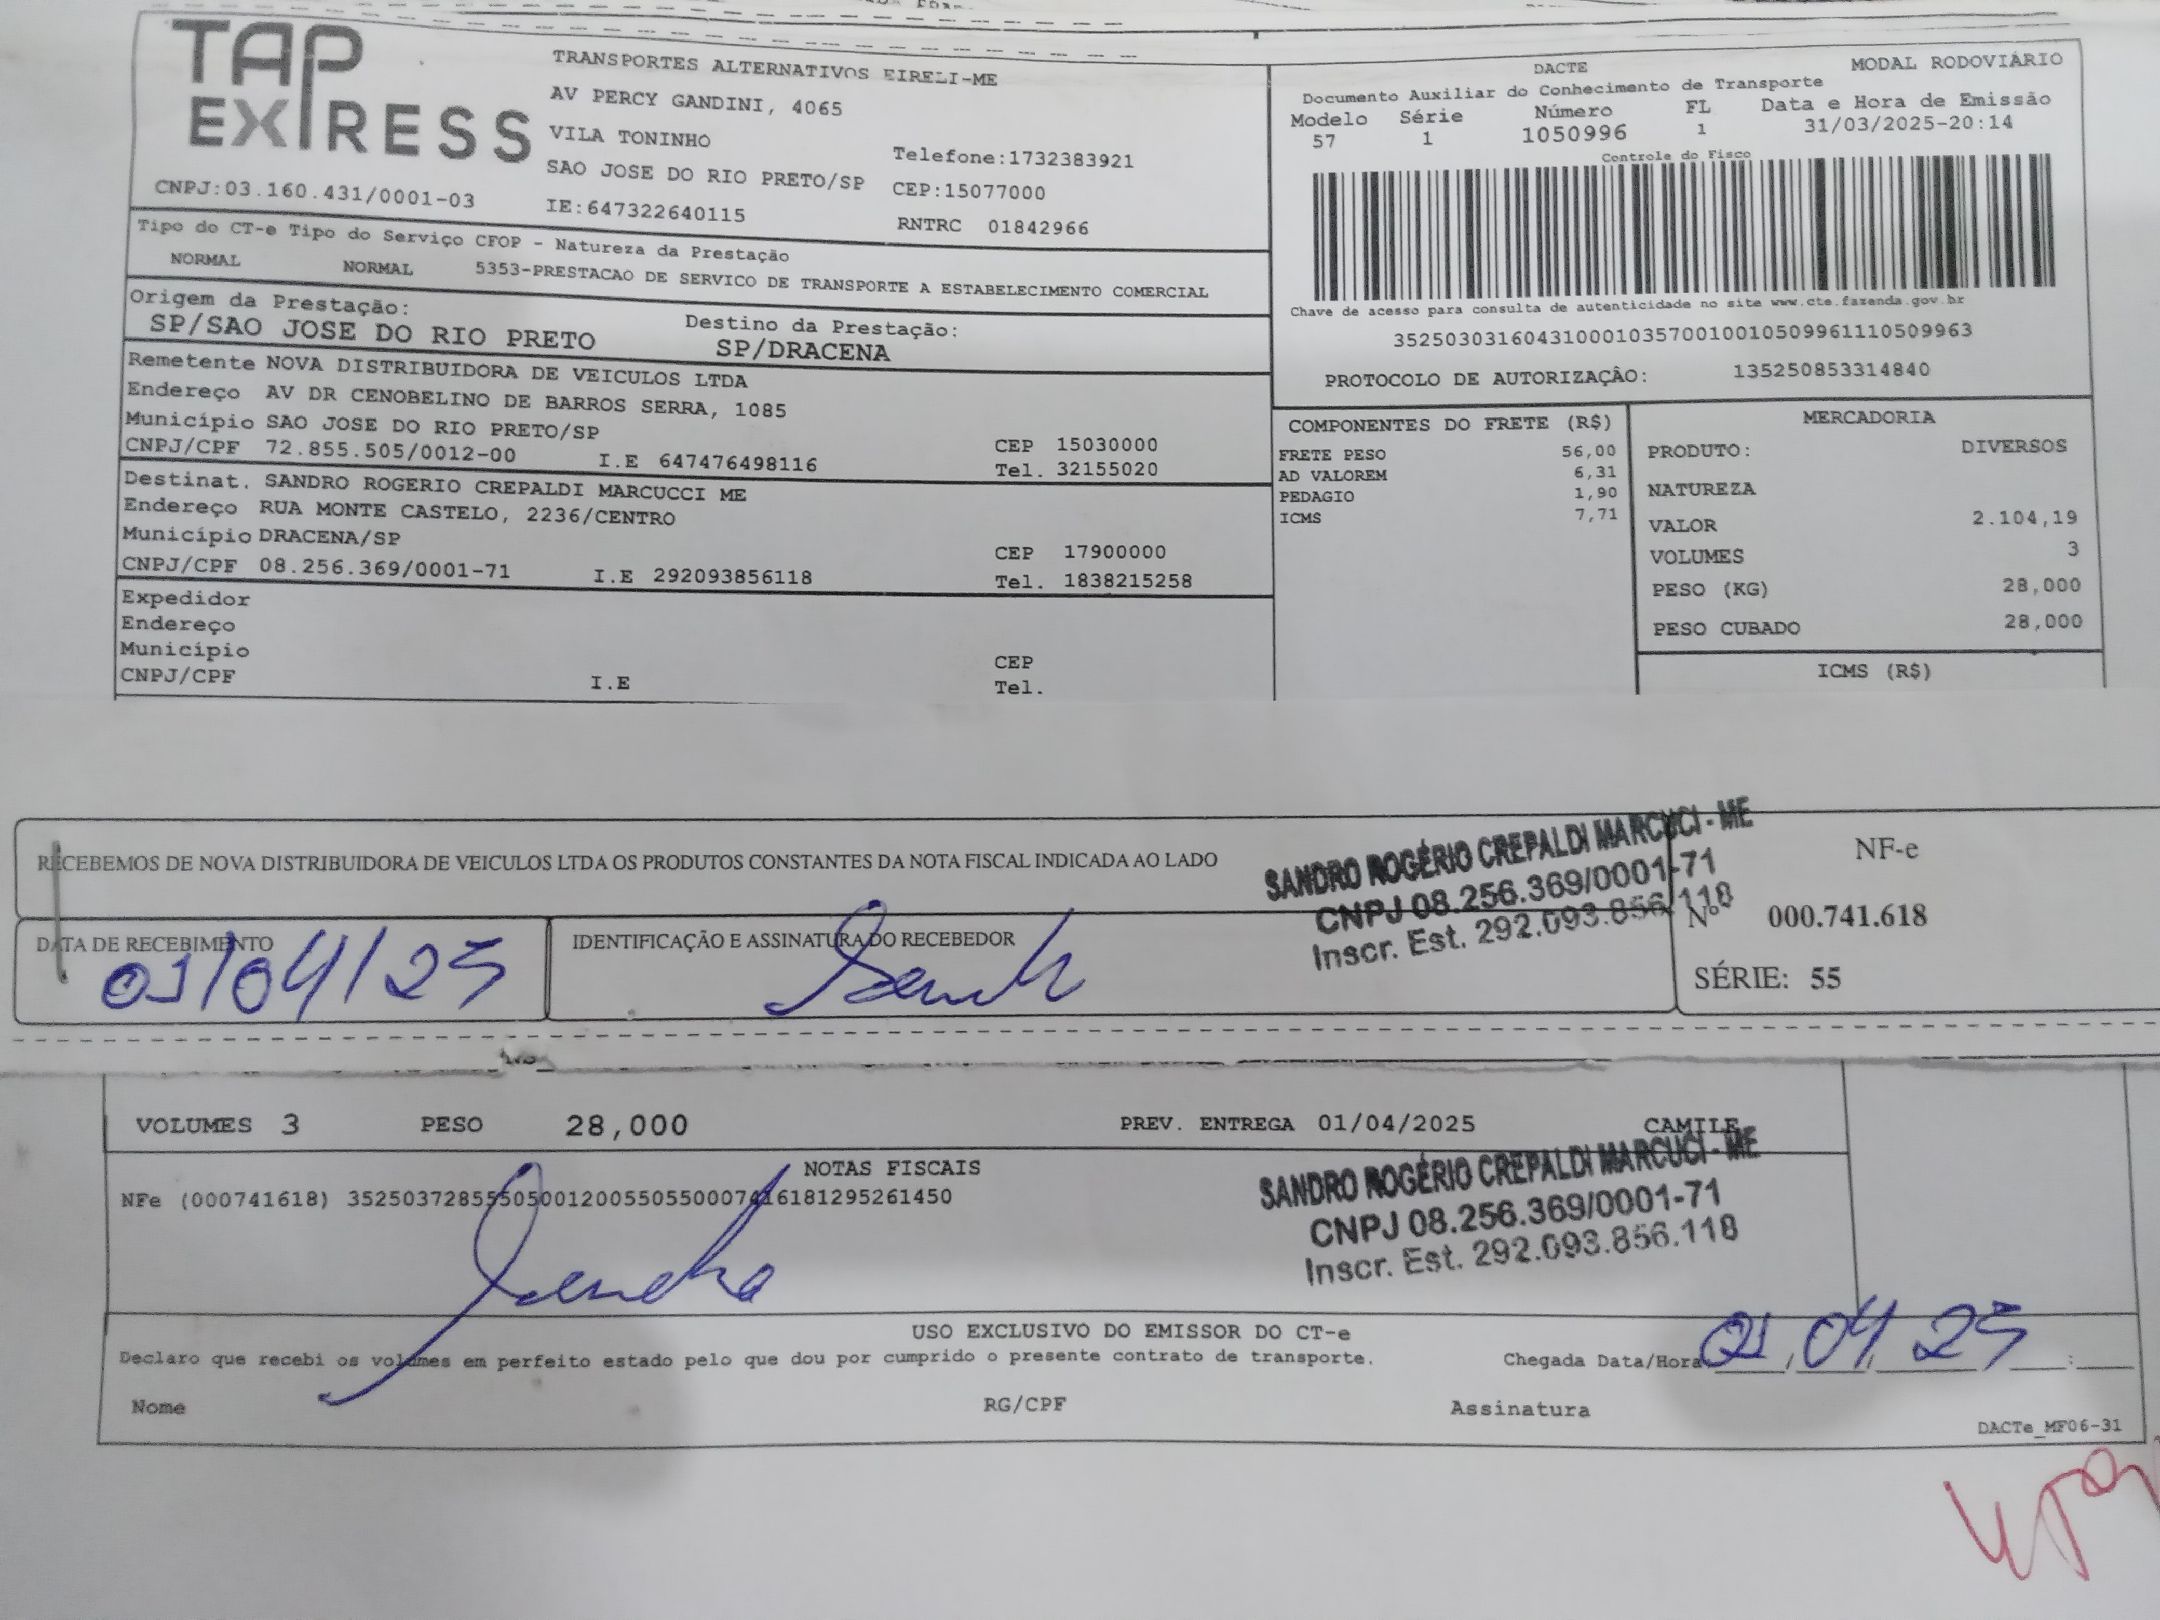 TAP
EXPRESS
TRANSPORTES ALTERNATIVOS EIRELI-ME
AV PERCY GANDINI, 4065
VILA TONINHO
SAO JOSE DO RIO PRETO/SP
Telefone:1732383921
CEP:15077000
CNPJ:03.160.431/0001-03
IE:647322640115
RNTRC 01842966
DACTE
MODAL RODOVIÁRIO
Documento Auxiliar do Conhecimento de Transporte
Modelo Série Número FL Data e Hora de Emissão
57 1 1050996 1 31/03/2025-20:14
Controle do Fisco
Chave de acesso para consulta de autenticidade no site www.cte.fazenda.gov.br
35250303160431000103570010010509961110509963
PROTOCOLO DE AUTORIZAÇÂO: 135250853314840
Tipo do CT-e Tipo do Serviço CFOP - Natureza da Prestação
NORMAL NORMAL 5353-PRESTACAO DE SERVICO DE TRANSPORTE A ESTABELECIMENTO COMERCIAL
Origem da Prestação:
SP/SAO JOSE DO RIO PRETO
Destino da Prestação:
SP/DRACENA
Remetente NOVA DISTRIBUIDORA DE VEICULOS LTDA
Endereço AV DR CENOBELINO DE BARROS SERRA, 1085
Município SAO JOSE DO RIO PRETO/SP CEP 15030000
CNPJ/CPF 72.855.505/0012-00 I.E 647476498116 Tel. 32155020
Destinat. SANDRO ROGERIO CREPALDI MARCUCCI ME
Endereço RUA MONTE CASTELO, 2236/CENTRO
Município DRACENA/SP CEP 17900000
CNPJ/CPF 08.256.369/0001-71 I.E 292093856118 Tel. 1838215258
Expedidor
Endereço
Município CEP
CNPJ/CPF I.E Tel.
COMPONENTES DO FRETE (R$)
FRETE PESO 56,00
AD VALOREM 6,31
PEDAGIO 1,90
ICMS 7,71
MERCADORIA
PRODUTO: DIVERSOS
NATUREZA
VALOR 2.104,19
VOLUMES 3
PESO (KG) 28,000
PESO CUBADO 28,000
ICMS (R$)
RECEBEMOS DE NOVA DISTRIBUIDORA DE VEICULOS LTDA OS PRODUTOS CONSTANTES DA NOTA FISCAL INDICADA AO LADO
SANDRO ROGÉRIO CREPALDI MARCUCI - ME
CNPJ 08.256.369/0001-71
Inscr. Est. 292.093.856.118
NF-e
Nº 000.741.618
SÉRIE: 55
DATA DE RECEBIMENTO
01/04/25
IDENTIFICAÇÃO E ASSINATURA DO RECEBEDOR
VOLUMES 3 PESO 28,000 PREV. ENTREGA 01/04/2025 CAMILE
NOTAS FISCAIS
NFe (000741618) 35250372855505001200550550007416181295261450
SANDRO ROGÉRIO CREPALDI MARCUCI - ME
CNPJ 08.256.369/0001-71
Inscr. Est. 292.093.856.118
Sandro
USO EXCLUSIVO DO EMISSOR DO CT-e
Declaro que recebi os volumes em perfeito estado pelo que dou por cumprido o presente contrato de transporte. Chegada Data/Hora 01/04/25
Nome RG/CPF Assinatura
DACTe_MF06-31